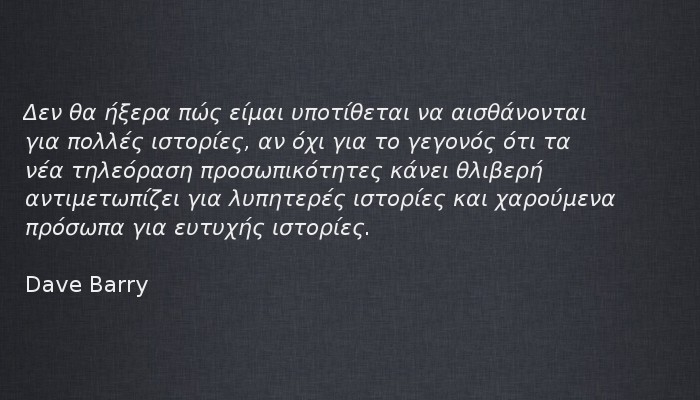 Δεν θα ήξερα πώς είμαι υποτίθεται να αισθάνονται
για πολλές ιστορίες, αν όχι για το γεγονός ότι τα
νέα τηλεόραση προσωπικότητες κάνει θλιβερή
αντιμετωπίζει για λυπητερές ιστορίες και χαρούμενα
πρόσωπα για ευτυχής ιστορίες.
Dave Barry